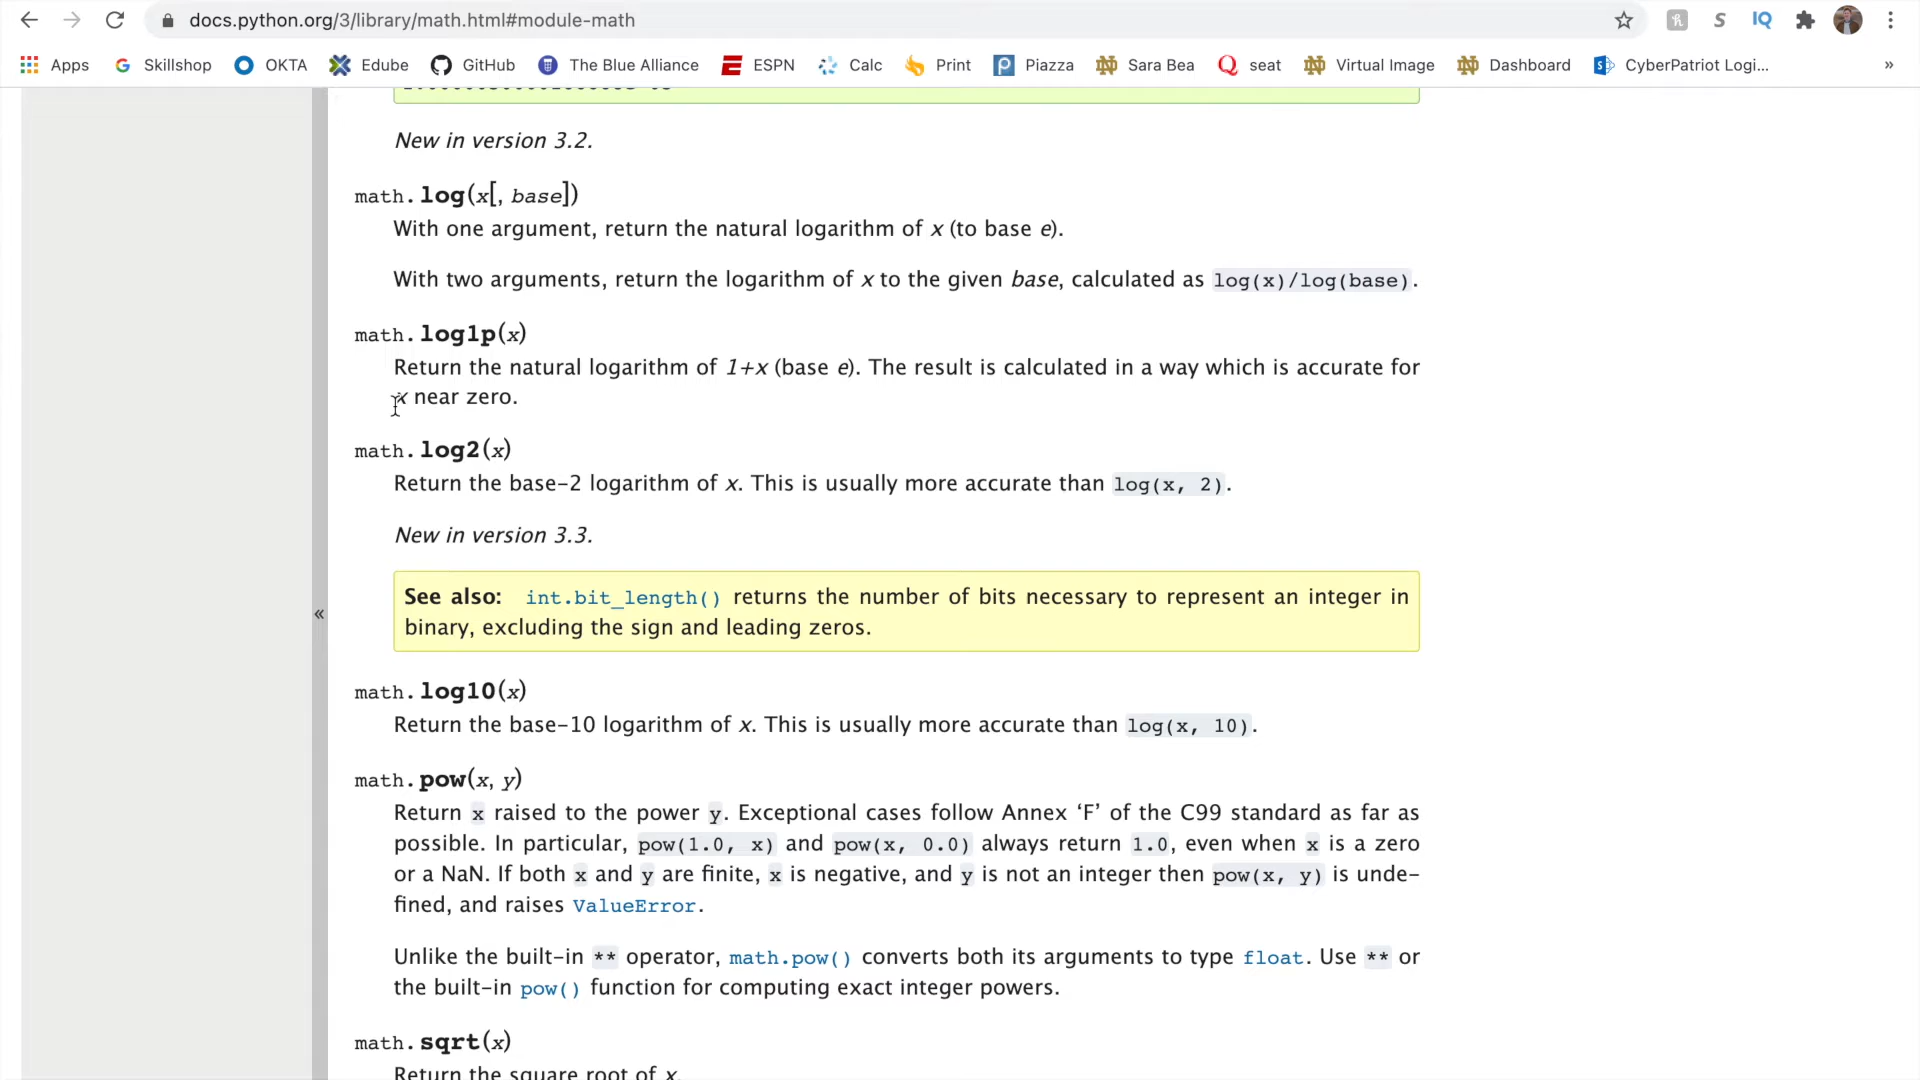 docs.python.org/3/library/math.html#module-math
Apps Skillshop OKTA Edube GitHub The Blue Alliance ESPN Calc Print Piazza Sara Bea seat Virtual Image Dashboard CyberPatriot Logi... »
New in version 3.2.
math.log(x[, base])
With one argument, return the natural logarithm of x (to base e).
With two arguments, return the logarithm of x to the given base, calculated as log(x)/log(base).
math.log1p(x)
Return the natural logarithm of 1+x (base e). The result is calculated in a way which is accurate for
x near zero.
math.log2(x)
Return the base-2 logarithm of x. This is usually more accurate than log(x, 2).
New in version 3.3.
See also: int.bit_length() returns the number of bits necessary to represent an integer in
binary, excluding the sign and leading zeros.
«
math.log10(x)
Return the base-10 logarithm of x. This is usually more accurate than log(x, 10).
math.pow(x, y)
Return x raised to the power y. Exceptional cases follow Annex ‘F’ of the C99 standard as far as
possible. In particular, pow(1.0, x) and pow(x, 0.0) always return 1.0, even when x is a zero
or a NaN. If both x and y are finite, x is negative, and y is not an integer then pow(x, y) is unde-
fined, and raises ValueError.
Unlike the built-in ** operator, math.pow() converts both its arguments to type float. Use ** or
the built-in pow() function for computing exact integer powers.
math.sqrt(x)
Return the square root of x.